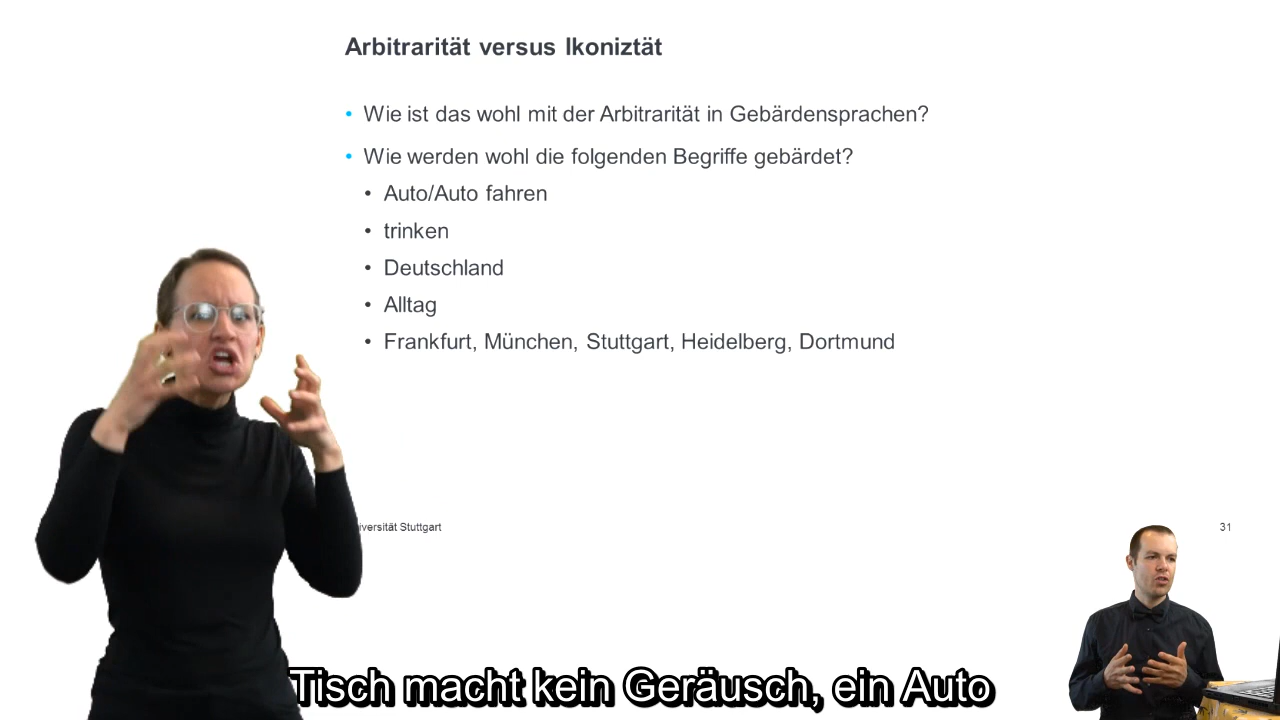 Arbitrarität versus Ikoniztät
• Wie ist das wohl mit der Arbitrarität in Gebärdensprachen?
• Wie werden wohl die folgenden Begriffe gebärdet?
• Auto/Auto fahren
• trinken
• Deutschland
• Alltag
• Frankfurt, München, Stuttgart, Heidelberg, Dortmund
Stuttgart
31
Tisch macht kein Geräusch, ein Auto